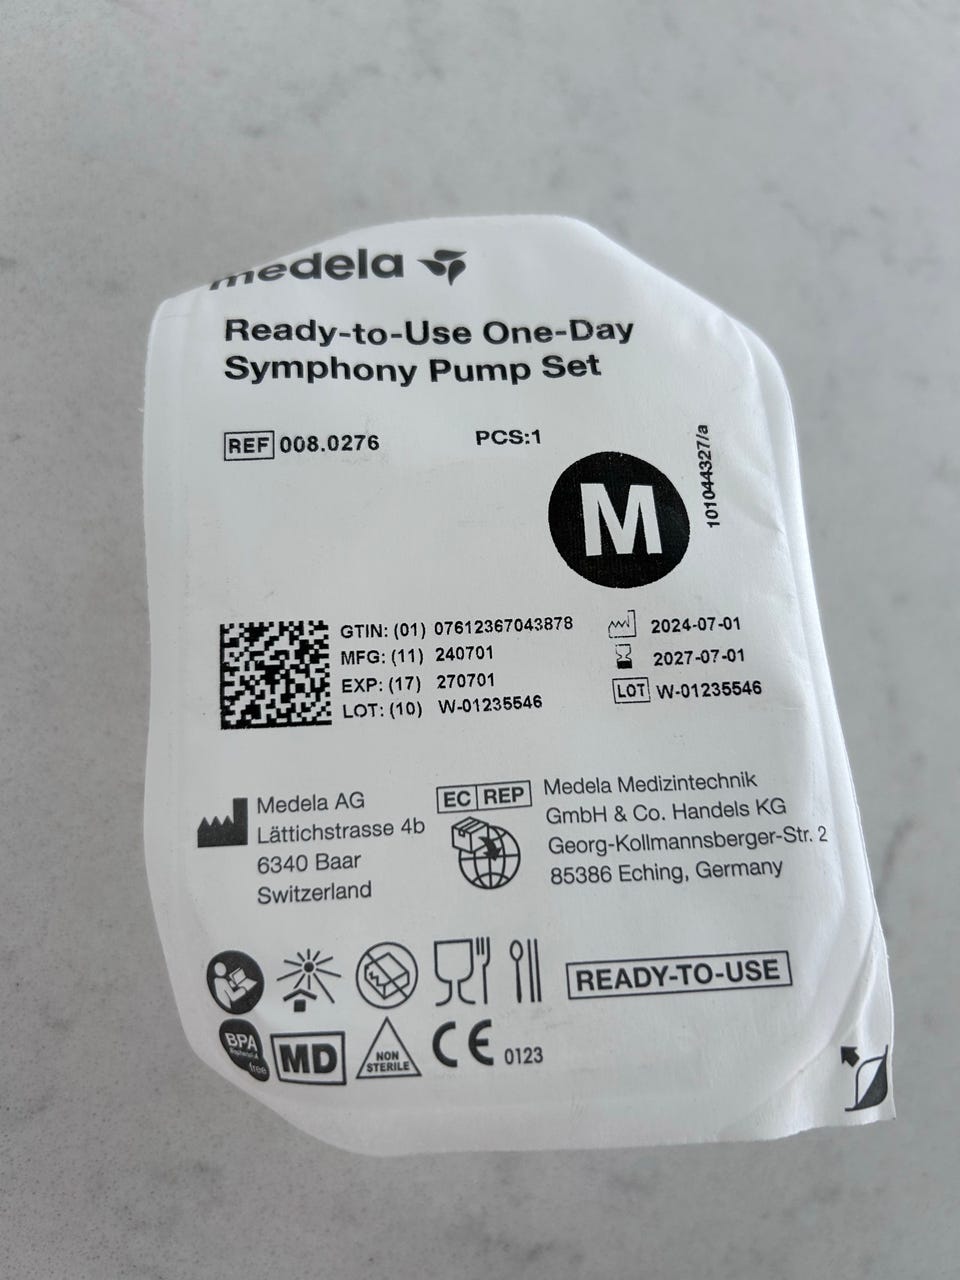 medela
Ready-to-Use One-Day
Symphony Pump Set
REF 008.0276 PCS:1
M
101044327/a
GTIN: (01) 07612367043878
MFG: (11) 240701
EXP: (17) 270701
LOT: (10) W-01235546
2024-07-01
2027-07-01
LOT W-01235546
Medela AG
Lättichstrasse 4b
6340 Baar
Switzerland
EC REP
Medela Medizintechnik
GmbH & Co. Handels KG
Georg-Kollmannsberger-Str. 2
85386 Eching, Germany
READY-TO-USE
BPA
free
MD
NON
STERILE
CE 0123